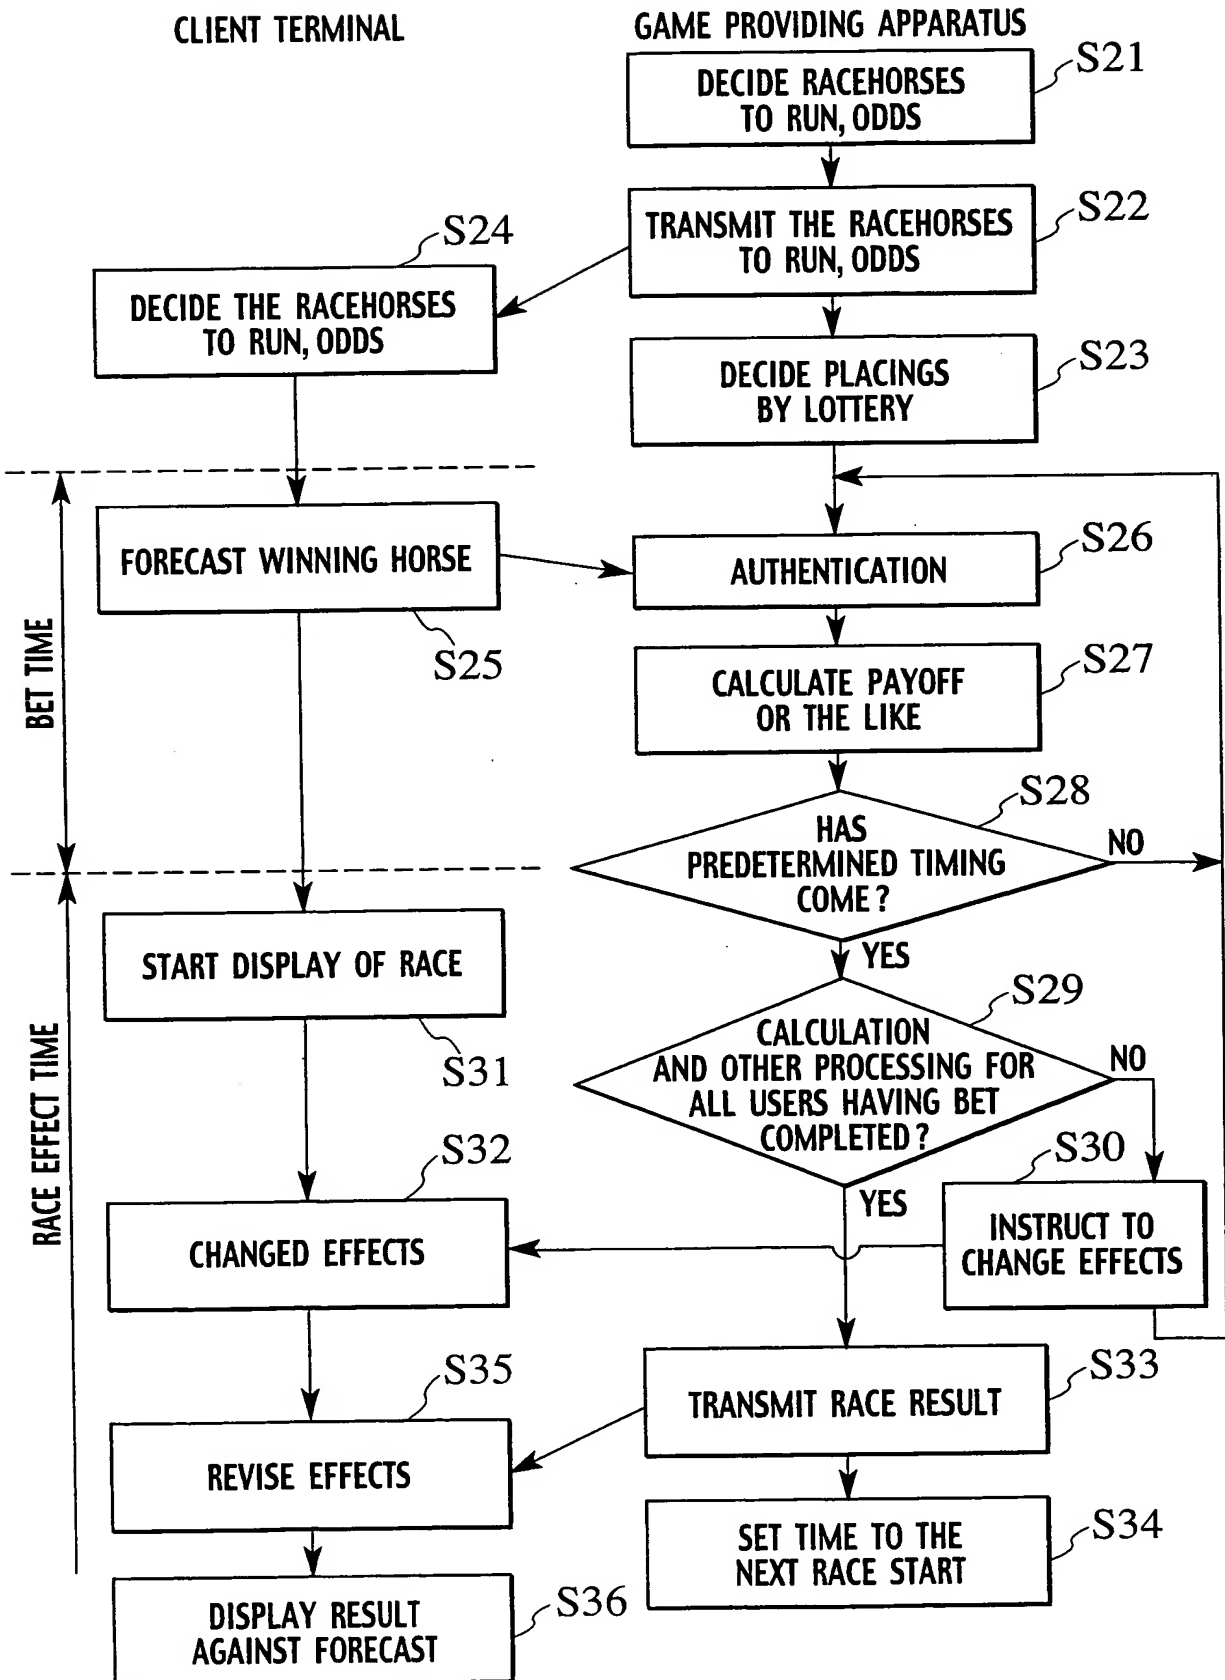 CLIENT TERMINAL
GAME PROVIDING APPARATUS
S21
DECIDE RACEHORSES
TO RUN, ODDS
S22
TRANSMIT THE RACEHORSES
TO RUN, ODDS
S24
DECIDE THE RACEHORSES
TO RUN, ODDS
S23
DECIDE PLACINGS
BY LOTTERY
BET TIME
FORECAST WINNING HORSE
S25
S26
AUTHENTICATION
S27
CALCULATE PAYOFF
OR THE LIKE
S28
HAS
PREDETERMINED TIMING
COME?
NO
YES
RACE EFFECT TIME
START DISPLAY OF RACE
S31
S29
CALCULATION
AND OTHER PROCESSING FOR
ALL USERS HAVING BET
COMPLETED?
NO
YES
S30
INSTRUCT TO
CHANGE EFFECTS
S32
CHANGED EFFECTS
S33
TRANSMIT RACE RESULT
S35
REVISE EFFECTS
S34
SET TIME TO THE
NEXT RACE START
S36
DISPLAY RESULT
AGAINST FORECAST